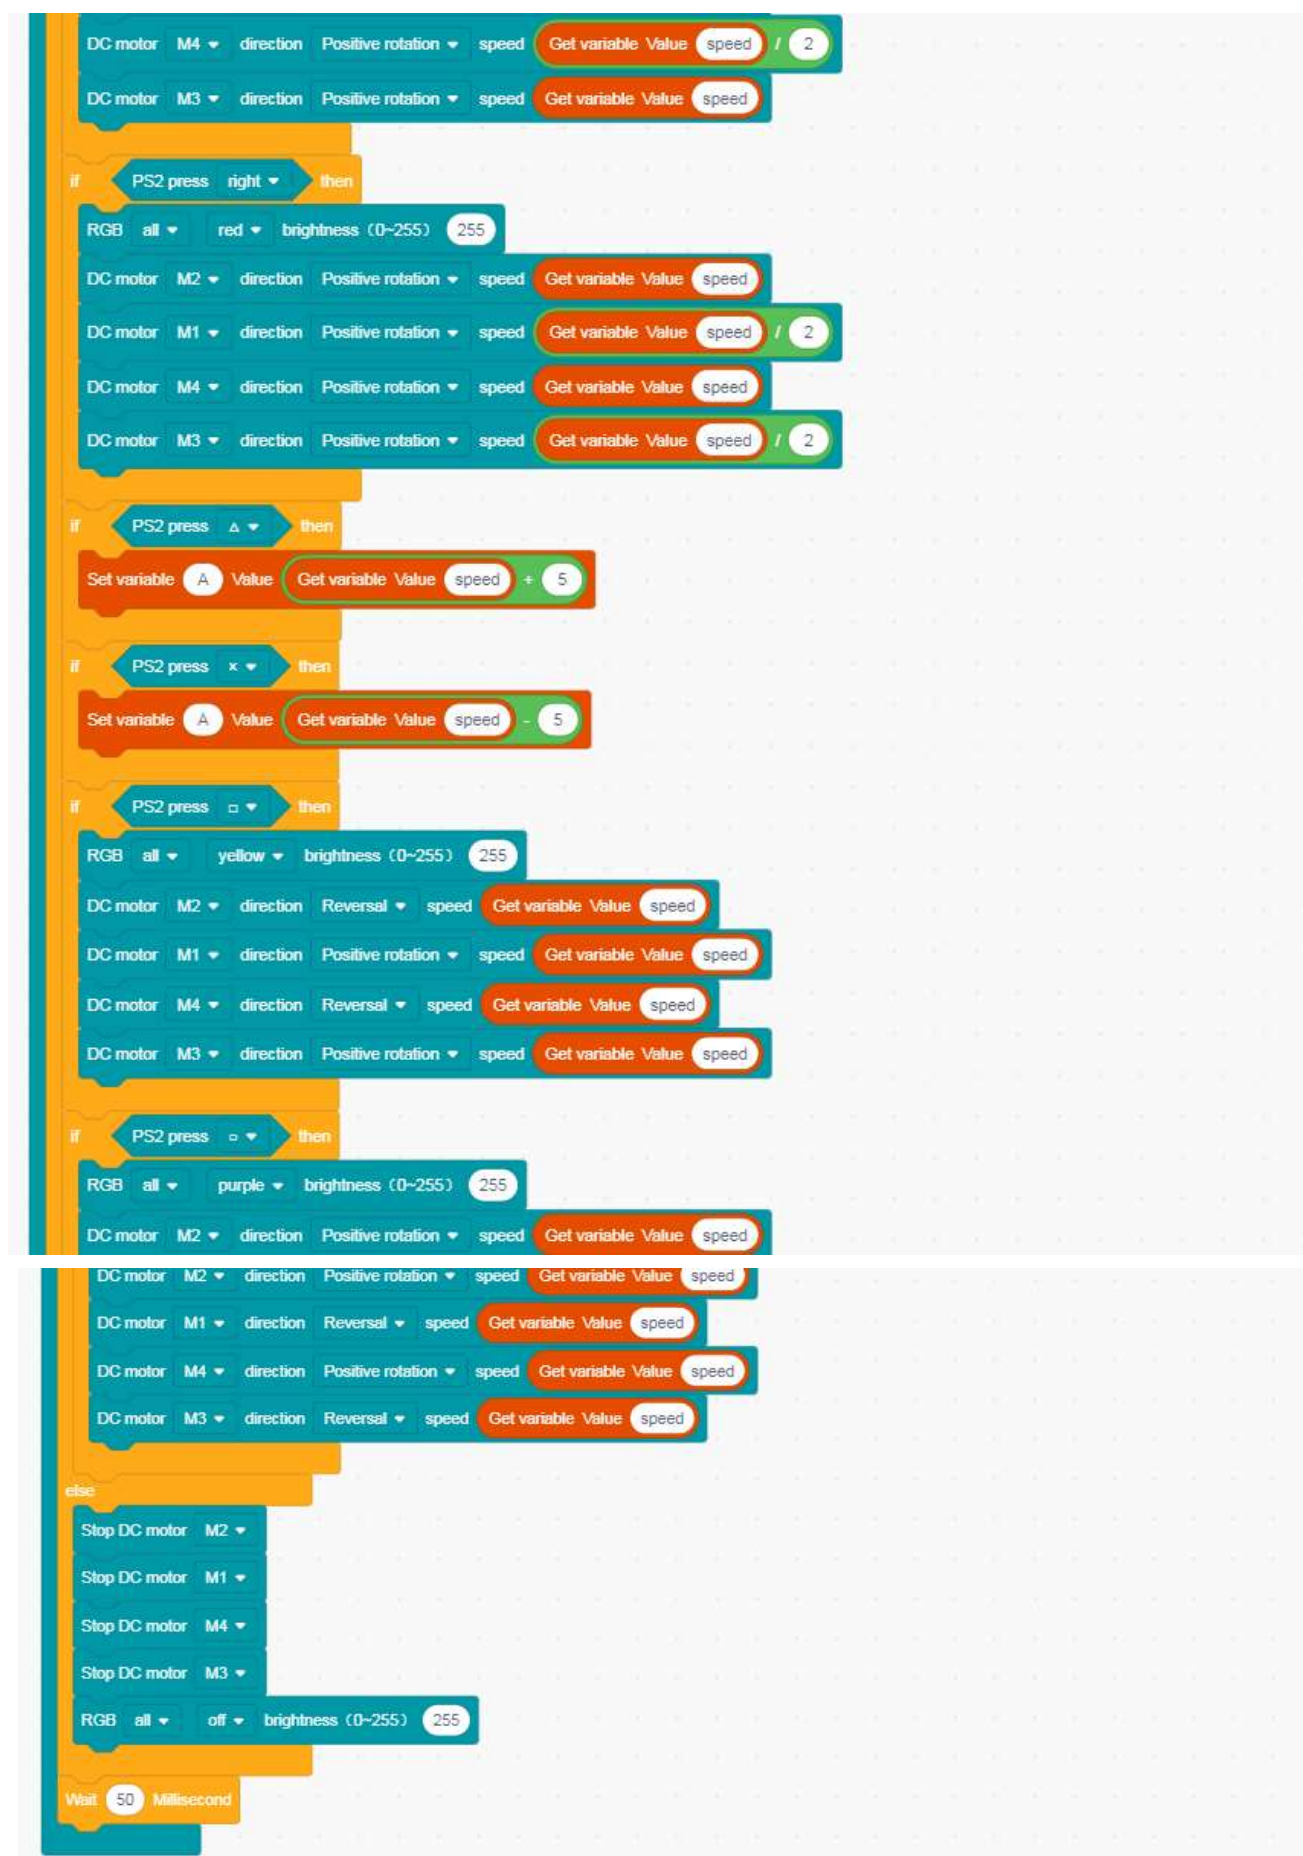 DC motor M4 direction Positive rotation speed Get variable Value speed / 2
DC motor M3 direction Positive rotation speed Get variable Value speed
if PS2 press right then
RGB all red brightness (0~255) 255
DC motor M2 direction Positive rotation speed Get variable Value speed
DC motor M1 direction Positive rotation speed Get variable Value speed / 2
DC motor M4 direction Positive rotation speed Get variable Value speed
DC motor M3 direction Positive rotation speed Get variable Value speed / 2
if PS2 press △ then
Set variable A Value Get variable Value speed + 5
if PS2 press × then
Set variable A Value Get variable Value speed - 5
if PS2 press □ then
RGB all yellow brightness (0~255) 255
DC motor M2 direction Reversal speed Get variable Value speed
DC motor M1 direction Positive rotation speed Get variable Value speed
DC motor M4 direction Reversal speed Get variable Value speed
DC motor M3 direction Positive rotation speed Get variable Value speed
if PS2 press □ then
RGB all purple brightness (0~255) 255
DC motor M2 direction Positive rotation speed Get variable Value speed
DC motor M2 direction Positive rotation speed Get variable Value speed
DC motor M1 direction Reversal speed Get variable Value speed
DC motor M4 direction Positive rotation speed Get variable Value speed
DC motor M3 direction Reversal speed Get variable Value speed
else
Stop DC motor M2
Stop DC motor M1
Stop DC motor M4
Stop DC motor M3
RGB all off brightness (0~255) 255
Wait 50 Millisecond